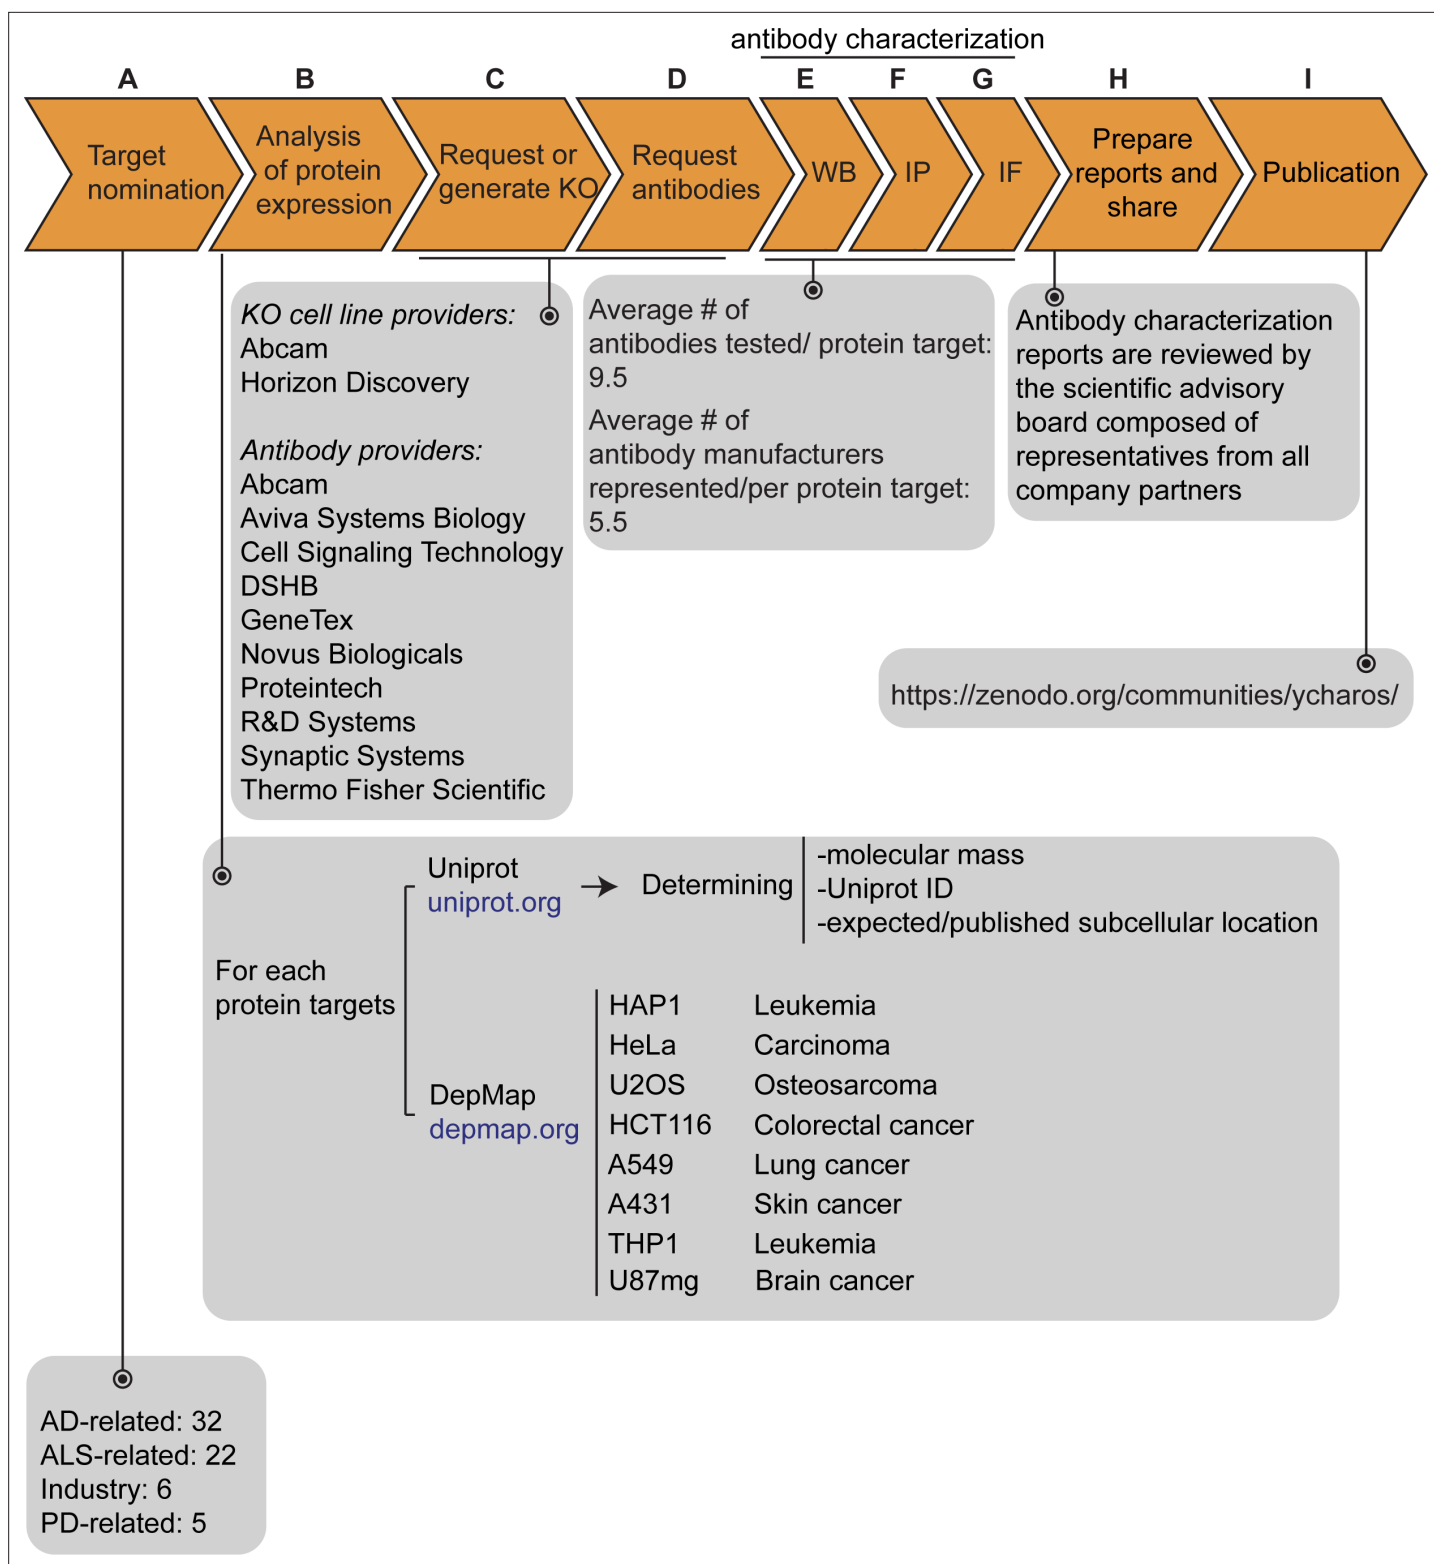 antibody characterization
A B C D E F G H I
Target
nomination
Analysis
of protein
expression
Request or
generate KO
Request
antibodies
WB
IP
IF
Prepare
reports and
share
Publication
KO cell line providers:
Abcam
Horizon Discovery
Antibody providers:
Abcam
Aviva Systems Biology
Cell Signaling Technology
DSHB
GeneTex
Novus Biologicals
Proteintech
R&D Systems
Synaptic Systems
Thermo Fisher Scientific
Average # of
antibodies tested/ protein target:
9.5
Average # of
antibody manufacturers
represented/per protein target:
5.5
Antibody characterization
reports are reviewed by
the scientific advisory
board composed of
representatives from all
company partners
https://zenodo.org/communities/ycharos/
For each
protein targets
Uniprot
uniprot.org
Determining
-molecular mass
-Uniprot ID
-expected/published subcellular location
DepMap
depmap.org
HAP1 Leukemia
HeLa Carcinoma
U2OS Osteosarcoma
HCT116 Colorectal cancer
A549 Lung cancer
A431 Skin cancer
THP1 Leukemia
U87mg Brain cancer
AD-related: 32
ALS-related: 22
Industry: 6
PD-related: 5